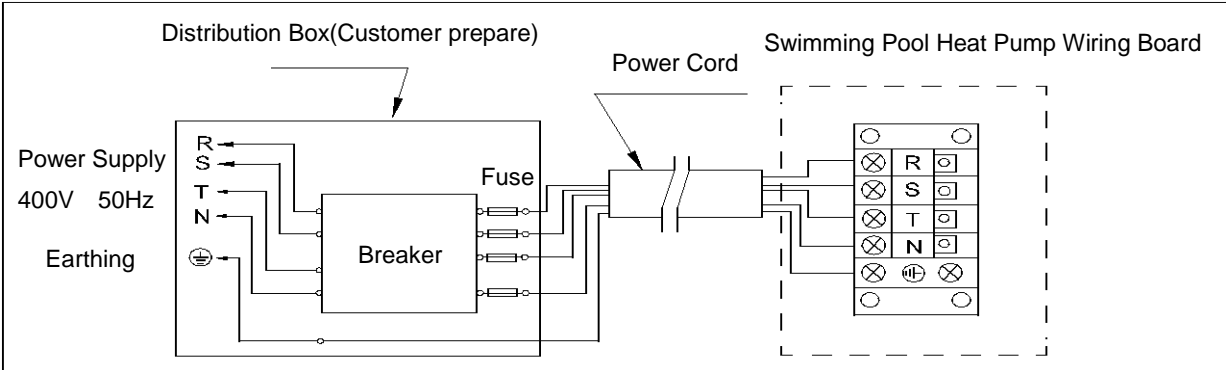 Distribution Box(Customer prepare)
Swimming Pool Heat Pump Wiring Board
Power Cord
Power Supply
400V 50Hz
Earthing
R
S
T
N
Fuse
Breaker
R
S
T
N